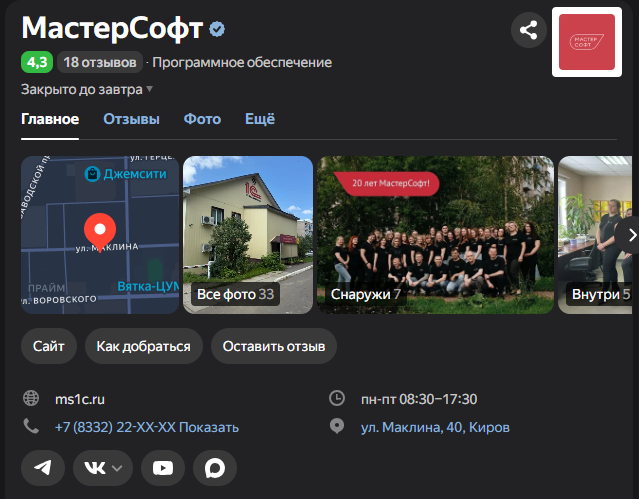 МастерСофт
МАСТЕР
СОФТ
4,3 18 отзывов · Программное обеспечение
Закрыто до завтра
Главное Отзывы Фото Ещё
ул. ГЕРЦЕ
Джемсити
ЗАВОДСКОЙ
ул. МАКЛИНА
ПРАЙМ
Вятка-ЦУМ
ул. ВОРОВСКОГО
1С
Все фото 33
20 лет МастерСофт!
Снаружи 7
Внутри 5
Сайт Как добраться Оставить отзыв
ms1c.ru
пн-пт 08:30–17:30
+7 (8332) 22-XX-XX Показать
ул. Маклина, 40, Киров